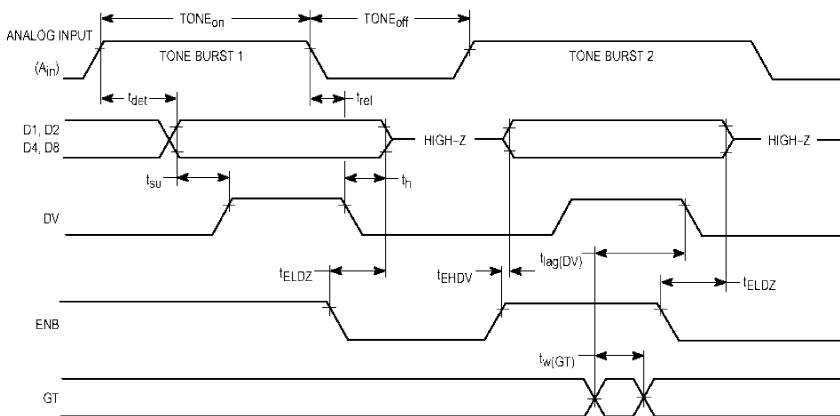 TONEon
TONEoff
ANALOG INPUT
(Ain)
TONE BURST 1
TONE BURST 2
tdet
trel
D1, D2
D4, D8
HIGH–Z
HIGH–Z
tsu
th
DV
tELDZ
tEHDV
tlag(DV)
tELDZ
ENB
tw(GT)
GT